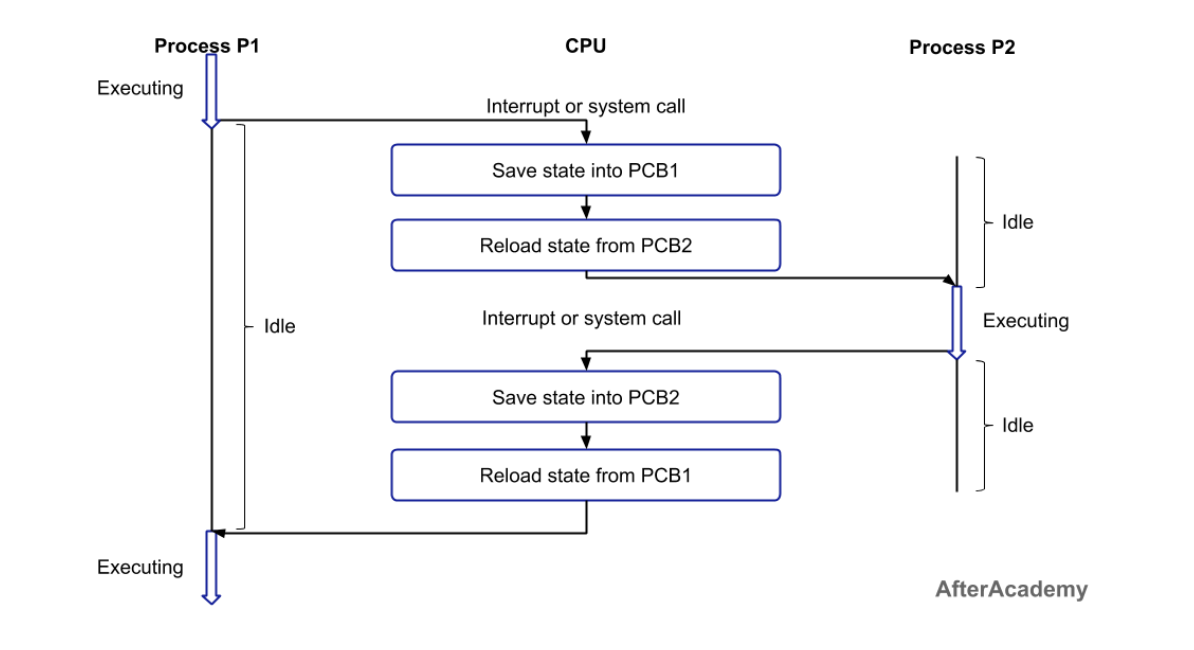 Process P1
CPU
Process P2
Executing
Interrupt or system call
Save state into PCB1
Idle
Reload state from PCB2
Interrupt or system call
Executing
Idle
Save state into PCB2
Idle
Reload state from PCB1
Executing
AfterAcademy